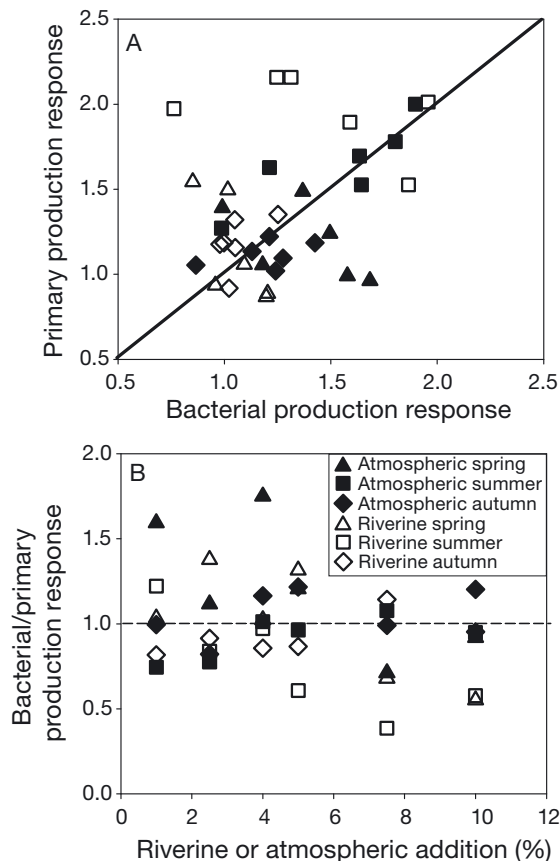 A
2.5
2.0
1.5
1.0
0.5
Primary production response
0.5 1.0 1.5 2.0 2.5
Bacterial production response
B
2.0
1.5
1.0
0.5
0.0
Bacterial/primary
production response
Atmospheric spring
Atmospheric summer
Atmospheric autumn
Riverine spring
Riverine summer
Riverine autumn
0 2 4 6 8 10 12
Riverine or atmospheric addition (%)